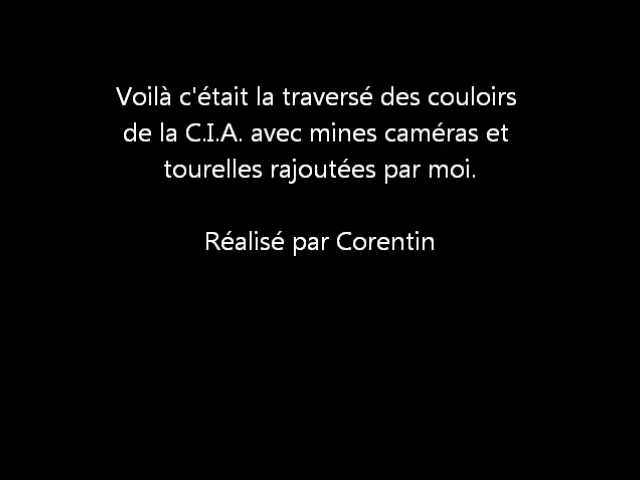 Voilà c'était la traversé des couloirs
de la C.I.A. avec mines caméras et
tourelles rajoutées par moi.
Réalisé par Corentin